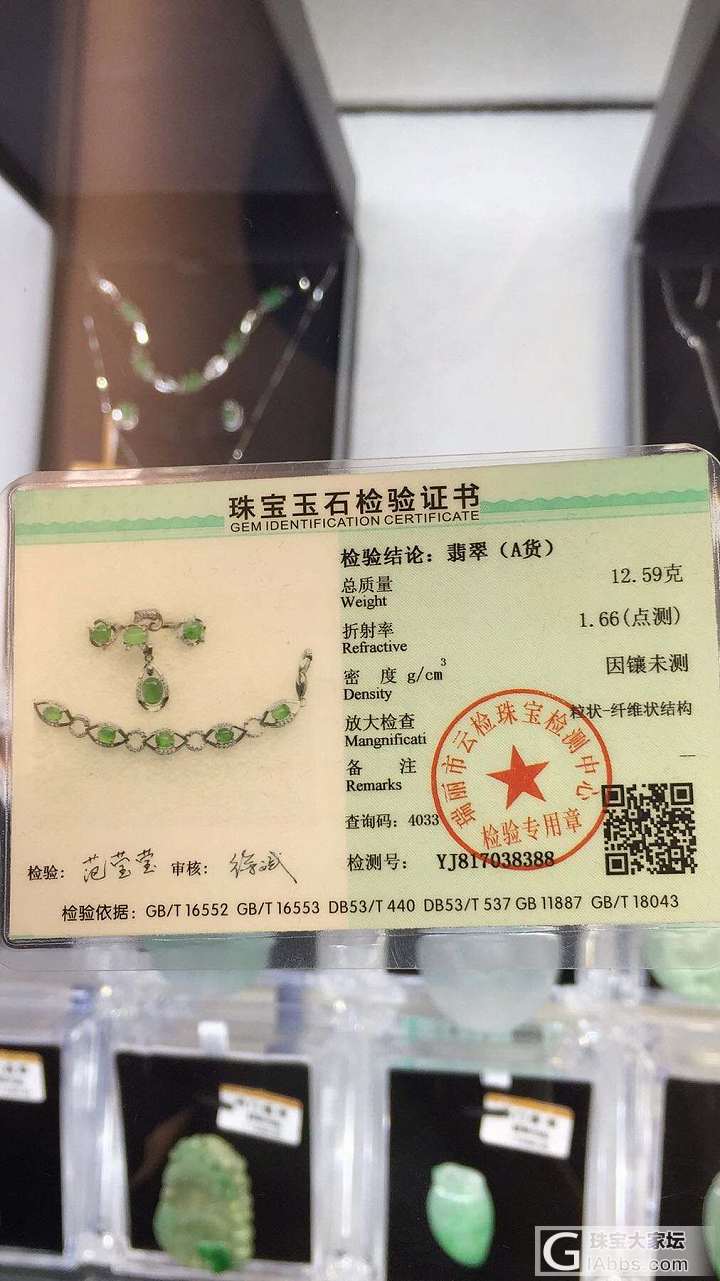 珠宝玉石检验证书
GEM IDENTIFICATION CERTIFICATE
检验结论：翡翠（A货）
总质量 12.59克
Weight
折射率 1.66(点测)
Refractive
密 度 g/cm³ 因镶未测
Density
放大检查 粒状-纤维状结构
Mangnificati
备 注 —
Remarks
查询码：4033
检测号： YJ817038388
瑞丽市云检珠宝检测中心
检验专用章
检验：范莹莹 审核：
检验依据：GB/T 16552 GB/T 16553 DB53/T 440 DB53/T 537 GB 11887 GB/T 18043
G 珠宝大家坛
GIAbbs.com